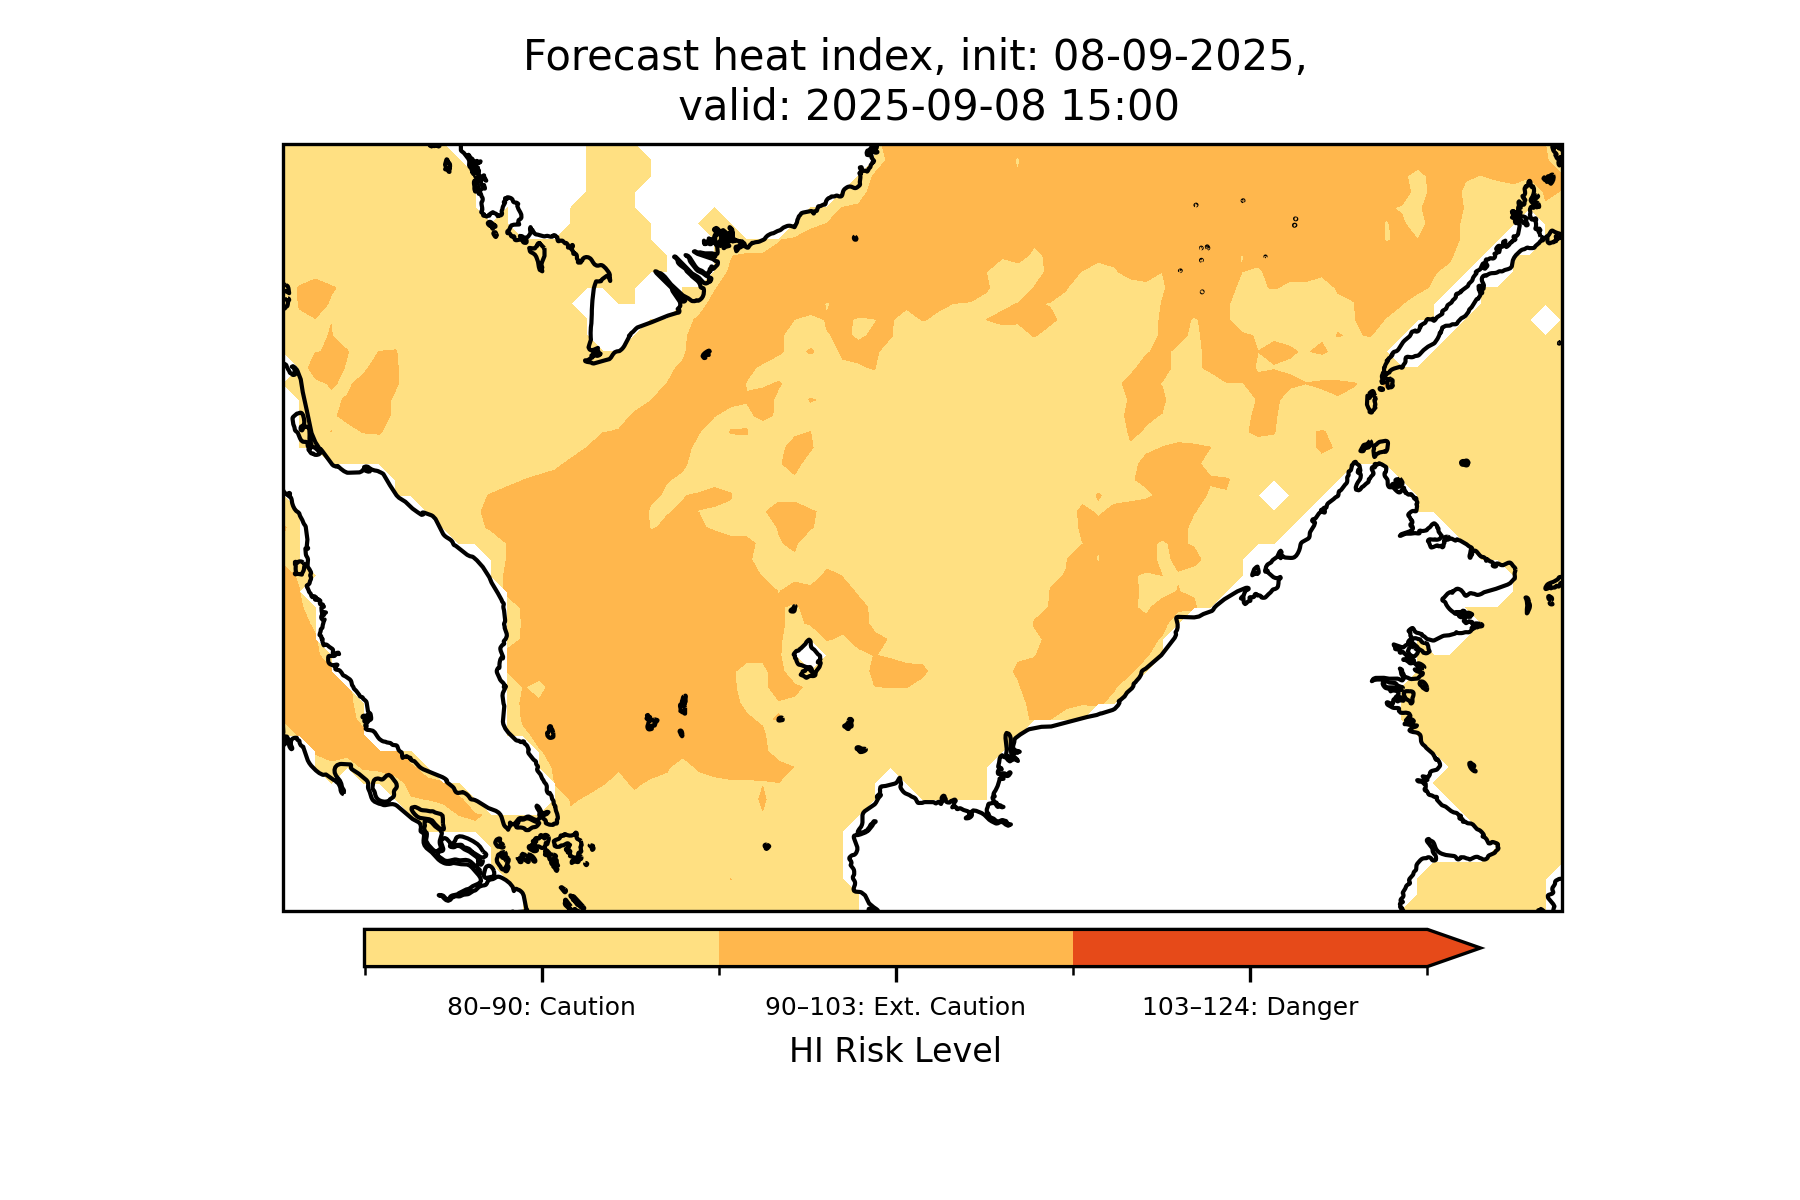 Forecast heat index, init: 08-09-2025,
valid: 2025-09-08 15:00
80–90: Caution
90–103: Ext. Caution
103–124: Danger
HI Risk Level